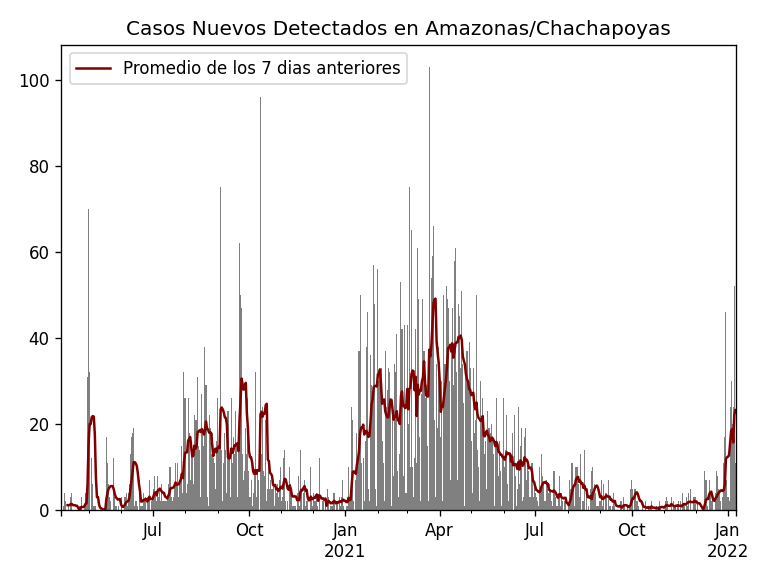 Casos Nuevos Detectados en Amazonas/Chachapoyas
Promedio de los 7 dias anteriores
100
80
60
40
20
0
Jul Oct Jan Apr Jul Oct Jan
2021 2022